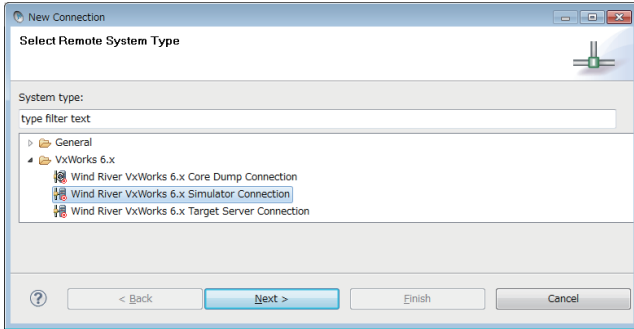 New Connection
Select Remote System Type
System type:
type filter text
General
VxWorks 6.x
Wind River VxWorks 6.x Core Dump Connection
Wind River VxWorks 6.x Simulator Connection
Wind River VxWorks 6.x Target Server Connection
? < Back Next > Finish Cancel